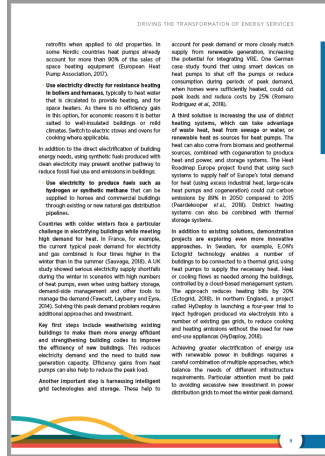 DRIVING THE TRANSFORMATION OF ENERGY SERVICES
retrofits when applied to old properties. In
some Nordic countries heat pumps already
account for more than 90% of the sales of
space heating equipment (European Heat
Pump Association, 2017).
Use electricity directly for resistance heating
in boilers and furnaces, typically to heat water
that is circulated to provide heating, and for
space heaters. As there is no efficiency gain
in this option, for economic reasons it is better
suited to well-insulated buildings or mild
climates. Switch to electric stoves and ovens for
cooking where applicable.
In addition to the direct electrification of building
energy needs, using synthetic fuels produced with
clean electricity may present another pathway to
reduce fossil fuel use and emissions in buildings:
Use electricity to produce fuels such as
hydrogen or synthetic methane that can be
supplied to homes and commercial buildings
through existing or new natural gas distribution
pipelines.
Countries with colder winters face a particular
challenge in electrifying buildings while meeting
high demand for heat. In France, for example,
the current typical peak demand for electricity
and gas combined is four times higher in the
winter than in the summer (Sauvage, 2018). A U.K.
study showed serious electricity supply shortfalls
during the winter in scenarios with high numbers
of heat pumps, even when using battery storage,
demand-side management and other tools to
manage the demand (Fawcett, Layberry and Eyre,
2014). Solving this peak demand problem requires
additional approaches and investment.
Key first steps include weatherising existing
buildings to make them more energy efficient
and strengthening building codes to improve
the efficiency of new buildings. This reduces
electricity demand and the need to build new
generation capacity. Efficiency gains from heat
pumps can also help to reduce the peak load.
Another important step is harnessing intelligent
grid technologies and storage. These help to
account for peak demand or more closely match
supply from renewable generation, increasing
the potential for integrating VRE. One German
case study found that using smart devices on
heat pumps to shut off the pumps or reduce
consumption during periods of peak demand,
when homes were sufficiently heated, could cut
peak loads and reduce costs by 25% (Romero
Rodríguez et al., 2018).
A third solution is increasing the use of district
heating systems, which can take advantage
of waste heat, heat from sewage or water, or
renewable heat as sources for heat pumps. The
heat can also come from biomass and geothermal
sources, combined with cogeneration to produce
heat and power, and storage systems. The Heat
Roadmap Europe project found that using such
systems to supply half of Europe's total demand
for heat (using excess industrial heat, large-scale
heat pumps and cogeneration) could cut carbon
emissions by 89% in 2050 compared to 2015
(Paardekooper et al., 2018). District heating
systems can also be combined with thermal
storage systems.
In addition to existing solutions, demonstration
projects are exploring even more innovative
approaches. In Sweden, for example, E.ON's
Ectogrid technology enables a number of
buildings to be connected to a thermal grid, using
heat pumps to supply the necessary heat. Heat
or cooling flows as needed among the buildings,
controlled by a cloud-based management system.
The approach reduces heating bills by 20%
(Ectogrid, 2018). In northern England, a project
called HyDeploy is launching a four-year trial to
inject hydrogen produced via electrolysis into a
number of existing gas grids, to reduce cooking
and heating emissions without the need for new
end-use appliances (HyDeploy, 2018).
Achieving greater electrification of energy use
with renewable power in buildings requires a
careful combination of multiple approaches, which
balance the needs of different infrastructure
requirements. Particular attention must be paid
to avoiding excessive new investment in power
distribution grids to meet the winter peak demand.